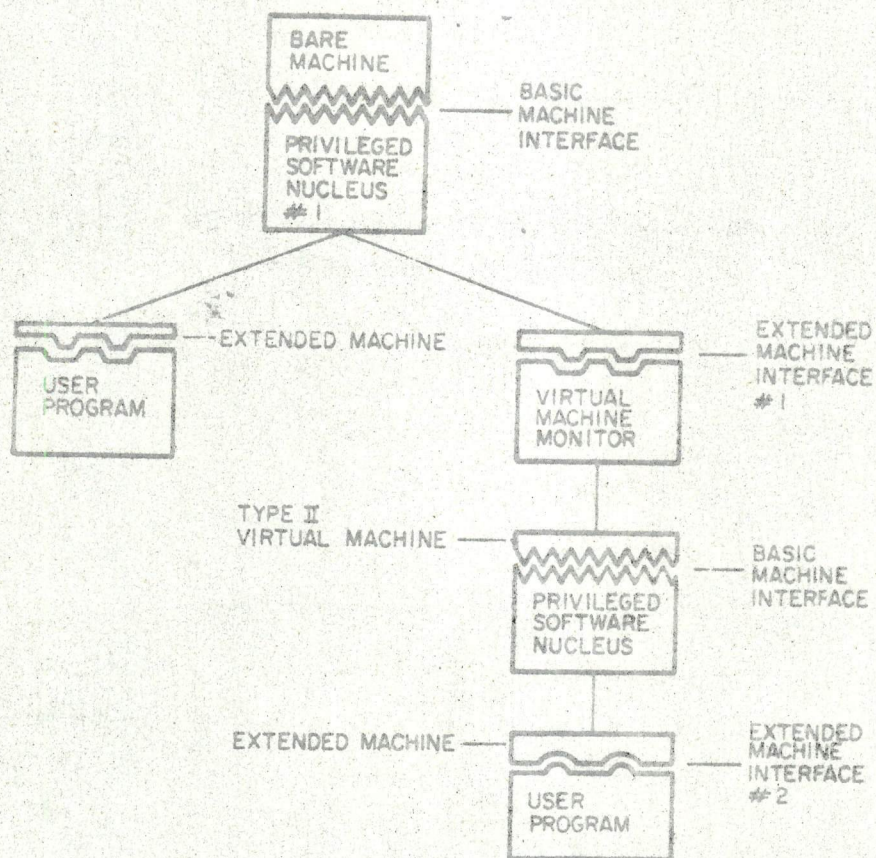 BARE
MACHINE
BASIC
MACHINE
INTERFACE
PRIVILEGED
SOFTWARE
NUCLEUS
# 1
EXTENDED MACHINE
USER
PROGRAM
EXTENDED
MACHINE
INTERFACE
# 1
VIRTUAL
MACHINE
MONITOR
TYPE II
VIRTUAL MACHINE
BASIC
MACHINE
INTERFACE
PRIVILEGED
SOFTWARE
NUCLEUS
EXTENDED MACHINE
EXTENDED
MACHINE
INTERFACE
# 2
USER
PROGRAM